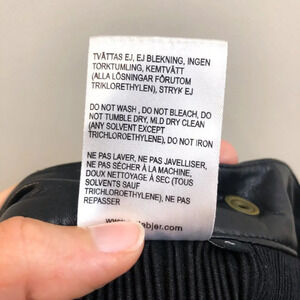 TVÄTTAS EJ, EJ BLEKNING, INGEN
TORKTUMLING, KEMTVÄTT
(ALLA LÖSNINGAR FÖRUTOM
TRIKLORETHYLEN), STRYK EJ
DO NOT WASH , DO NOT BLEACH, DO
NOT TUMBLE DRY, MILD DRY CLEAN
(ANY SOLVENT EXCEPT
TRICHLOROETHYLENE), DO NOT IRON
NE PAS LAVER, NE PAS JAVELLISER,
NE PAS SÉCHER À LA MACHINE,
DOUX NETTOYAGE À SEC (TOUS
SOLVENTS SAUF
TRICHLOROETHYLENE), NE PAS
REPASSER